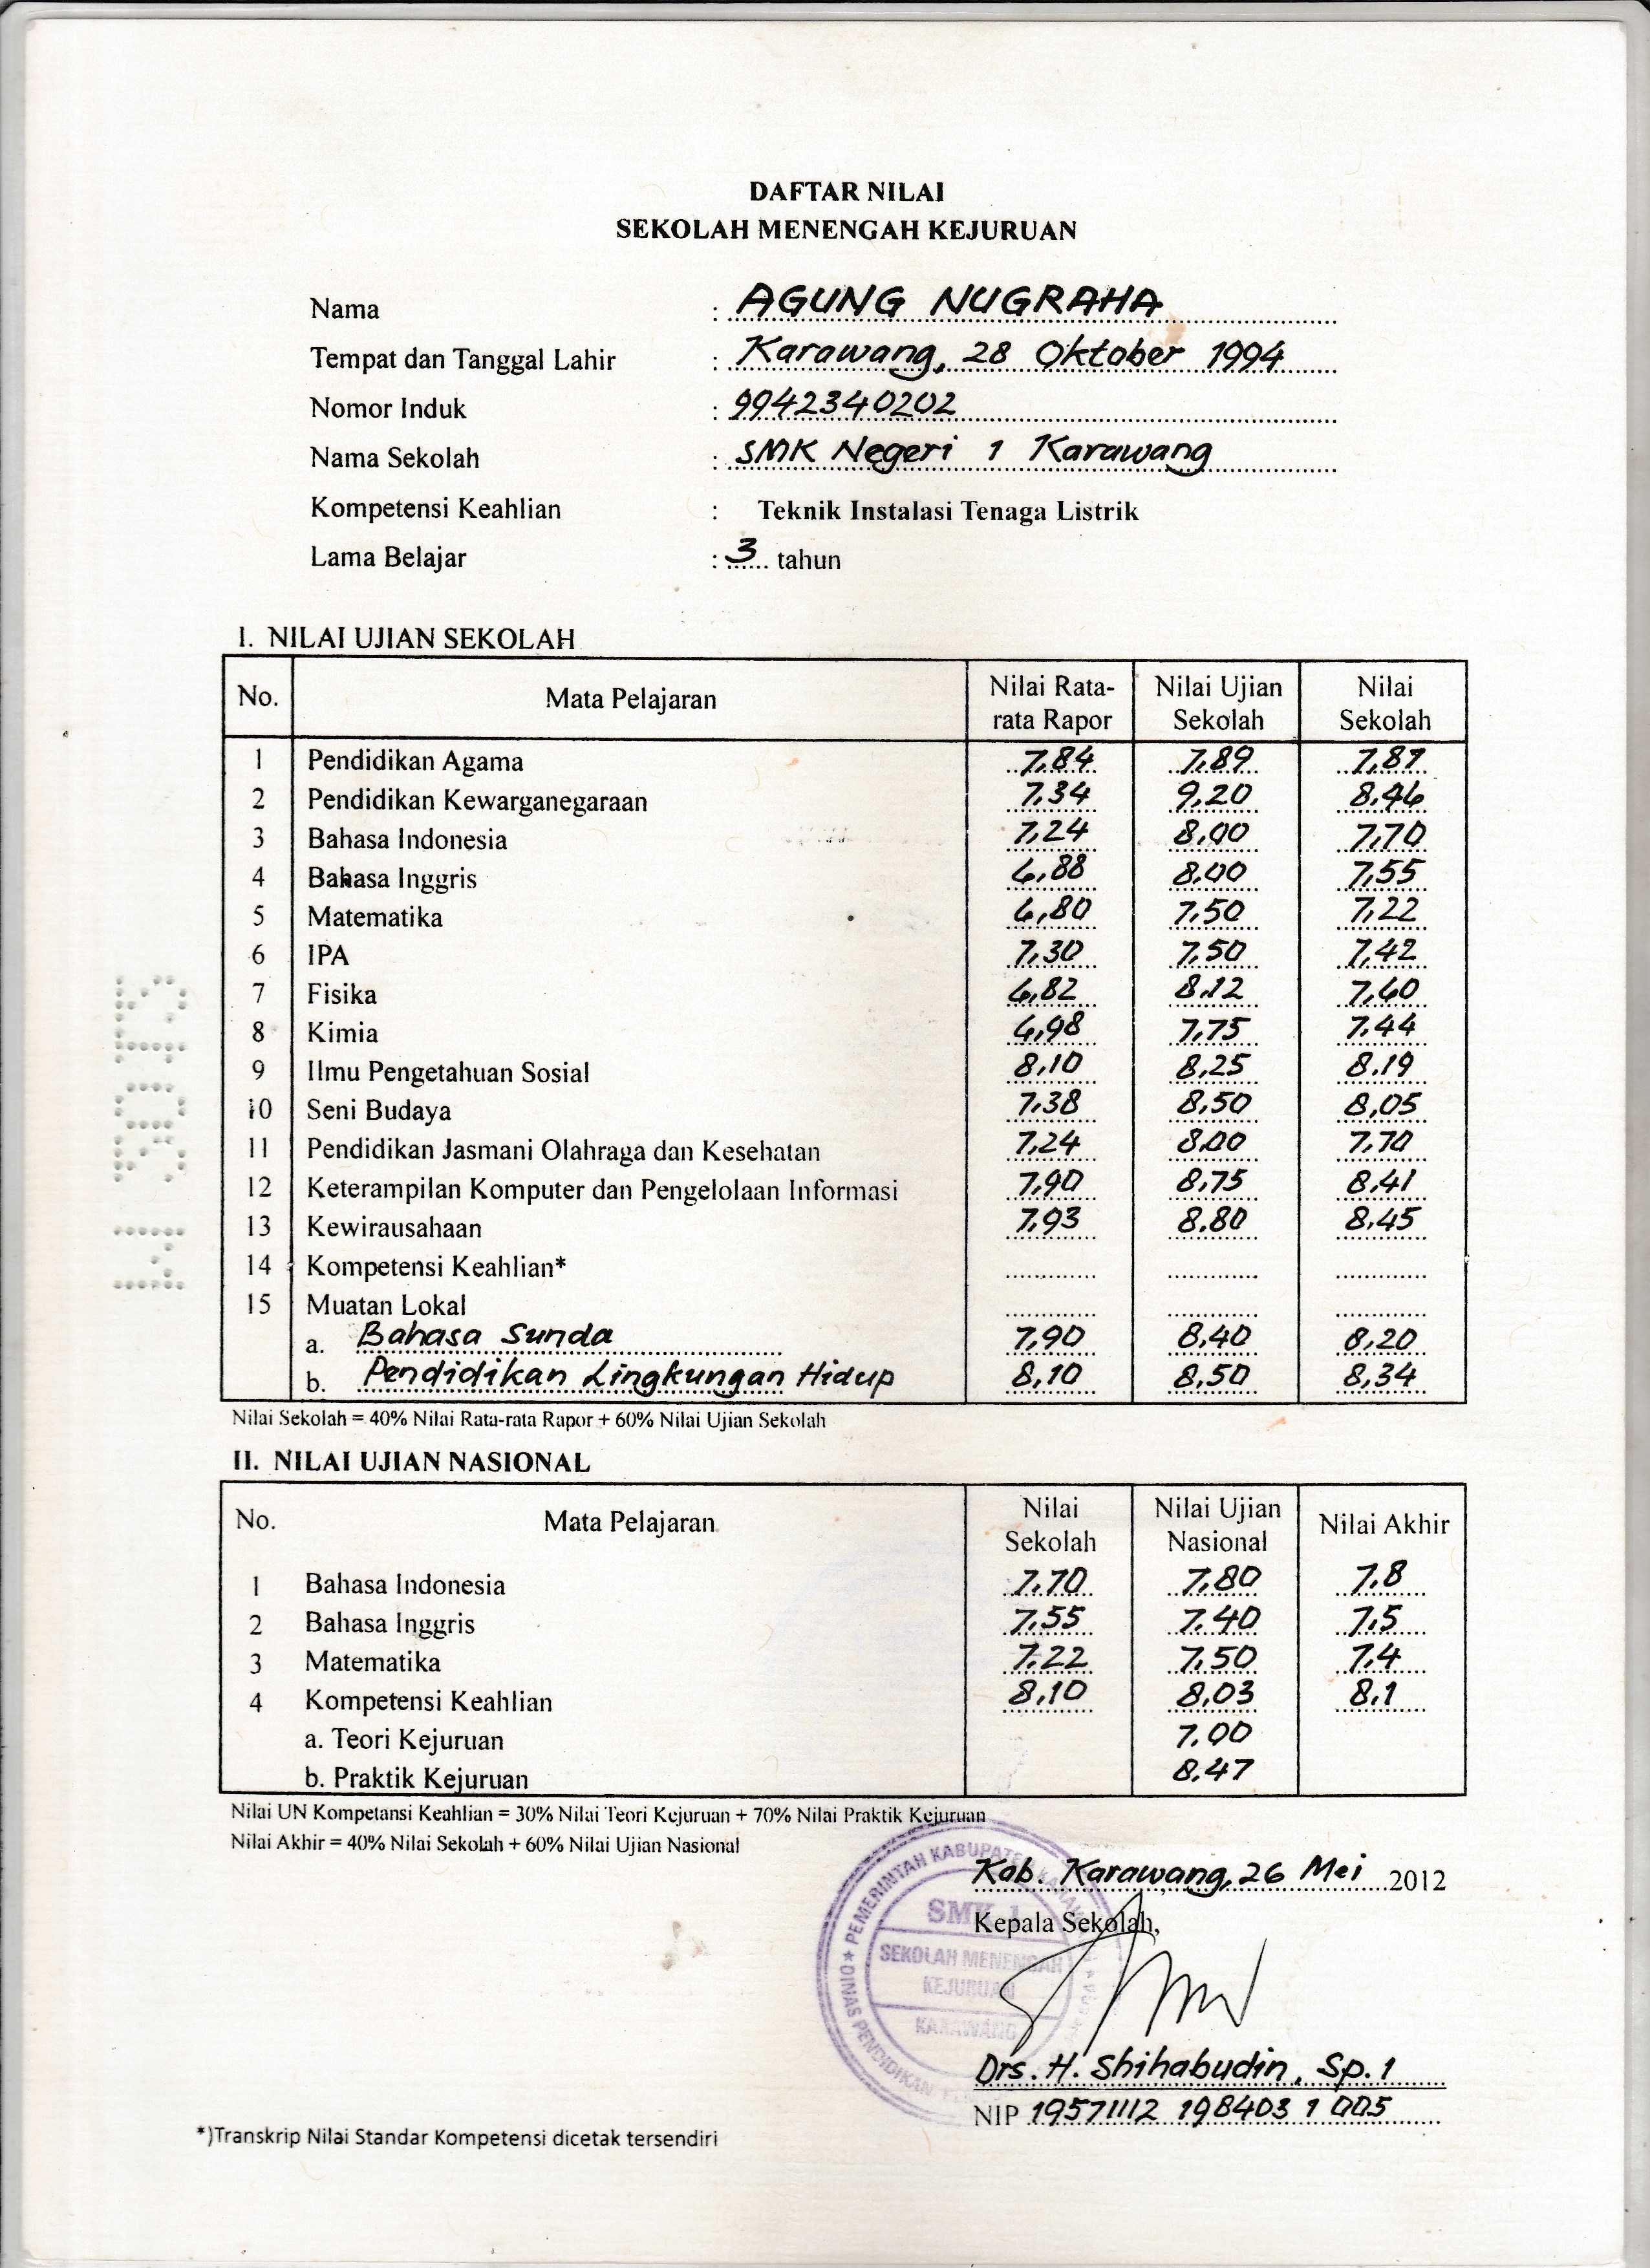 DAFTAR NILAI
SEKOLAH MENENGAH KEJURUAN
Nama : AGUNG NUGRAHA
Tempat dan Tanggal Lahir : Karawang, 28 Oktober 1994
Nomor Induk : 9942340202
Nama Sekolah : SMK Negeri 1 Karawang
Kompetensi Keahlian : Teknik Instalasi Tenaga Listrik
Lama Belajar : 3 tahun
I. NILAI UJIAN SEKOLAH
No. Mata Pelajaran Nilai Rata-rata Rapor Nilai Ujian Sekolah Nilai Sekolah
1 Pendidikan Agama 7,84 7,89 7,87
2 Pendidikan Kewarganegaraan 7,34 9,20 8,46
3 Bahasa Indonesia 7,24 8,00 7,70
4 Bahasa Inggris 6,88 8,00 7,55
5 Matematika 6,80 7,50 7,22
6 IPA 7,30 7,50 7,42
7 Fisika 6,82 8,12 7,60
8 Kimia 6,98 7,75 7,44
9 Ilmu Pengetahuan Sosial 8,10 8,25 8,19
10 Seni Budaya 7,38 8,50 8,05
11 Pendidikan Jasmani Olahraga dan Kesehatan 7,24 8,00 7,70
12 Keterampilan Komputer dan Pengelolaan Informasi 7,90 8,75 8,41
13 Kewirausahaan 7,93 8,80 8,45
14 Kompetensi Keahlian*
15 Muatan Lokal
a. Bahasa Sunda 7,90 8,40 8,20
b. Pendidikan Lingkungan Hidup 8,10 8,50 8,34
Nilai Sekolah = 40% Nilai Rata-rata Rapor + 60% Nilai Ujian Sekolah
II. NILAI UJIAN NASIONAL
No. Mata Pelajaran Nilai Sekolah Nilai Ujian Nasional Nilai Akhir
1 Bahasa Indonesia 7,70 7,80 7,8
2 Bahasa Inggris 7,55 7,40 7,5
3 Matematika 7,22 7,50 7,4
4 Kompetensi Keahlian 8,10 8,03 8,1
a. Teori Kejuruan 7,00
b. Praktik Kejuruan 8,47
Nilai UN Kompetansi Keahlian = 30% Nilai Teori Kejuruan + 70% Nilai Praktik Kejuruan
Nilai Akhir = 40% Nilai Sekolah + 60% Nilai Ujian Nasional
Kab. Karawang, 26 Mei 2012
Kepala Sekolah,
PEMERINTAH KABUPATEN
SMK 1
SEKOLAH MENENGAH
KEJURUAN
KARAWANG
DINAS PENDIDIKAN
Drs. H. Shihabudin, Sp.1
NIP 19571112 198403 1 005
*)Transkrip Nilai Standar Kompetensi dicetak tersendiri